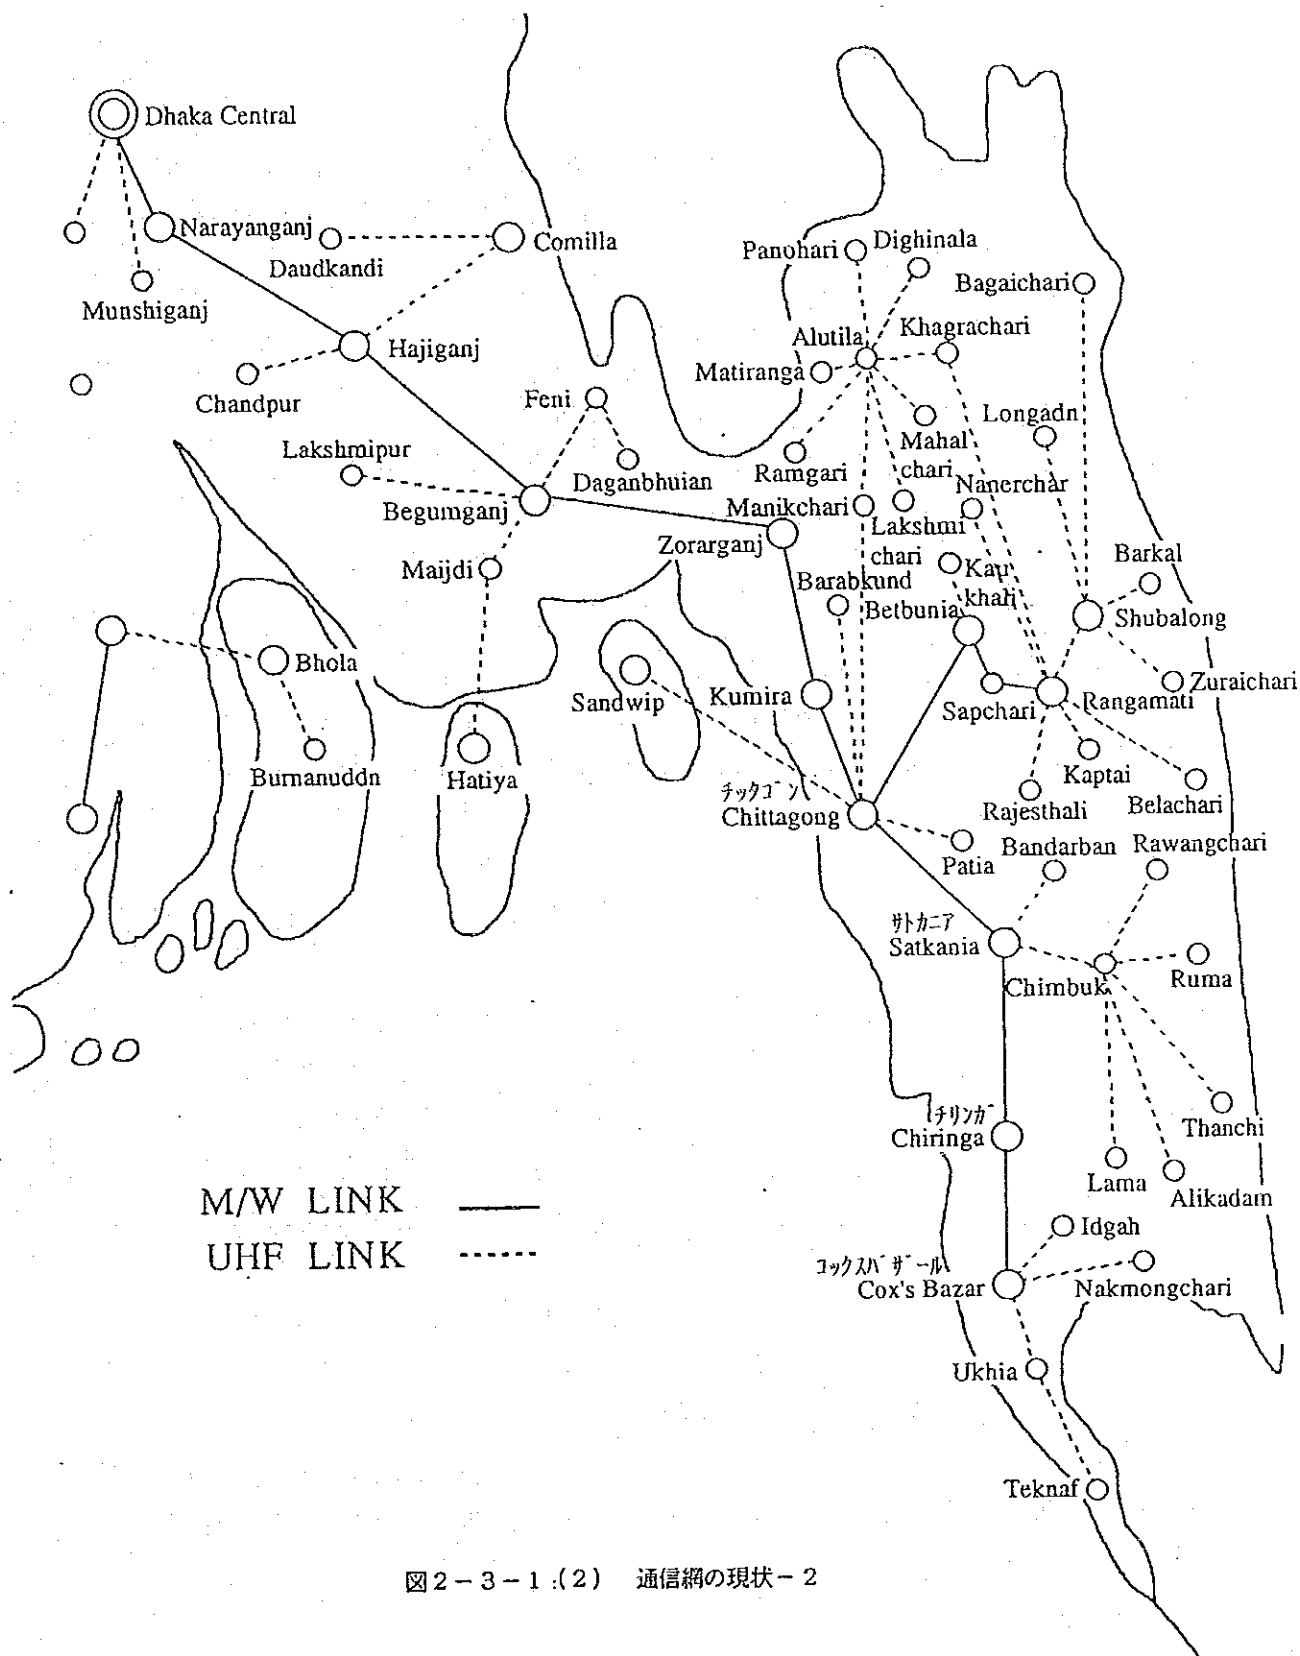 Dhaka Central
Narayanganj
Daudkandi
Comilla
Munshiganj
Hajiganj
Chandpur
Feni
Lakshmipur
Daganbhuian
Begumganj
Maijdi
Zorarganj
Panohari
Dighinala
Bagaichari
Alutila
Khagrachari
Matiranga
Longadn
Mahal
chari
Ramgari
Nanerchar
Manikchari
Lakshmi
chari
Kau
khali
Barkal
Barabkund
Betbunia
Shubalong
Bhola
Sandwip
Kumira
Sapchari
Rangamati
Zuraichari
Burnanuddn
Hatiya
Kaptai
Belachari
チッタゴン
Chittagong
Rajesthali
Patia
Bandarban
Rawangchari
サトカニア
Satkania
Chimbuk
Ruma
チリンガ
Chiringa
Thanchi
Lama
Alikadam
M/W LINK
UHF LINK
Idgah
コックスバザール
Cox's Bazar
Nakmongchari
Ukhia
Teknaf
図2-3-1:(2) 通信網の現状-2